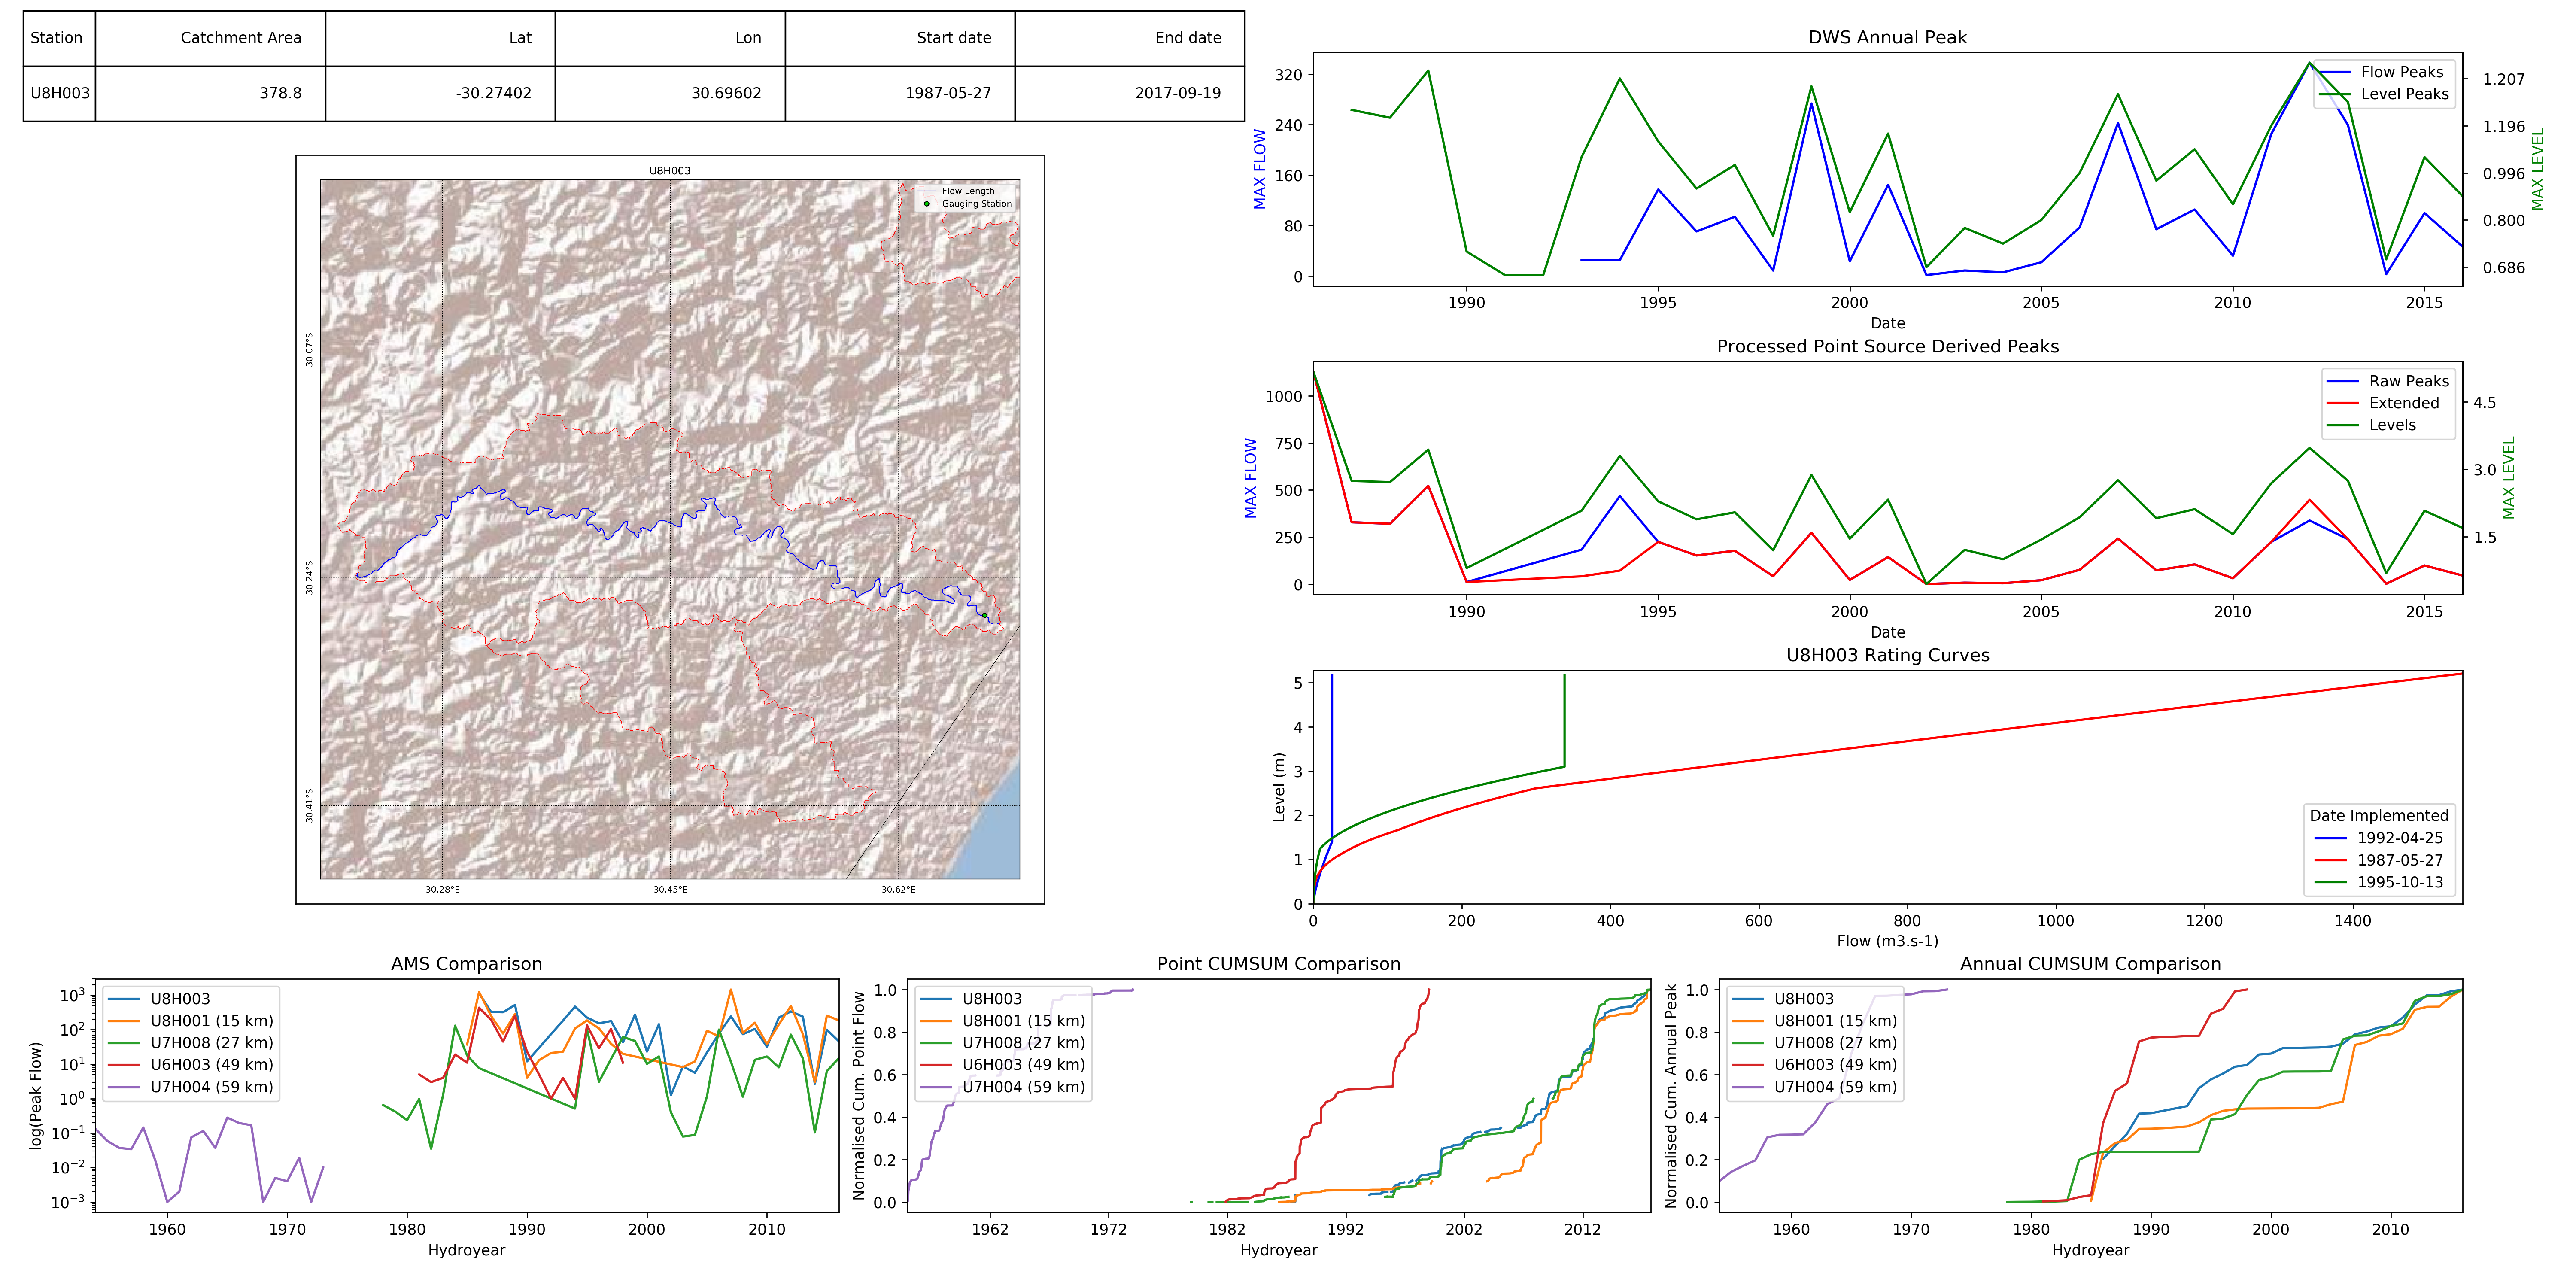 Station Catchment Area Lat Lon Start date End date
U8H003 378.8 -30.27402 30.69602 1987-05-27 2017-09-19
U8H003
Flow Length
Gauging Station
30.07°S
30.24°S
30.41°S
30.28°E 30.45°E 30.62°E
DWS Annual Peak
MAX FLOW
320
240
160
80
0
Flow Peaks
Level Peaks
1.207
1.196
0.996
0.800
0.686
MAX LEVEL
1990 1995 2000 2005 2010 2015
Date
Processed Point Source Derived Peaks
MAX FLOW
1000
750
500
250
0
Raw Peaks
Extended
Levels
4.5
3.0
1.5
MAX LEVEL
1990 1995 2000 2005 2010 2015
Date
U8H003 Rating Curves
Level (m)
5
4
3
2
1
0
Date Implemented
1992-04-25
1987-05-27
1995-10-13
0 200 400 600 800 1000 1200 1400
Flow (m3.s-1)
AMS Comparison
log(Peak Flow)
10³
10²
10¹
10⁰
10⁻¹
10⁻²
10⁻³
U8H003
U8H001 (15 km)
U7H008 (27 km)
U6H003 (49 km)
U7H004 (59 km)
1960 1970 1980 1990 2000 2010
Hydroyear
Point CUMSUM Comparison
Normalised Cum. Point Flow
1.0
0.8
0.6
0.4
0.2
0.0
U8H003
U8H001 (15 km)
U7H008 (27 km)
U6H003 (49 km)
U7H004 (59 km)
1962 1972 1982 1992 2002 2012
Hydroyear
Annual CUMSUM Comparison
Normalised Cum. Annual Peak
1.0
0.8
0.6
0.4
0.2
0.0
U8H003
U8H001 (15 km)
U7H008 (27 km)
U6H003 (49 km)
U7H004 (59 km)
1960 1970 1980 1990 2000 2010
Hydroyear